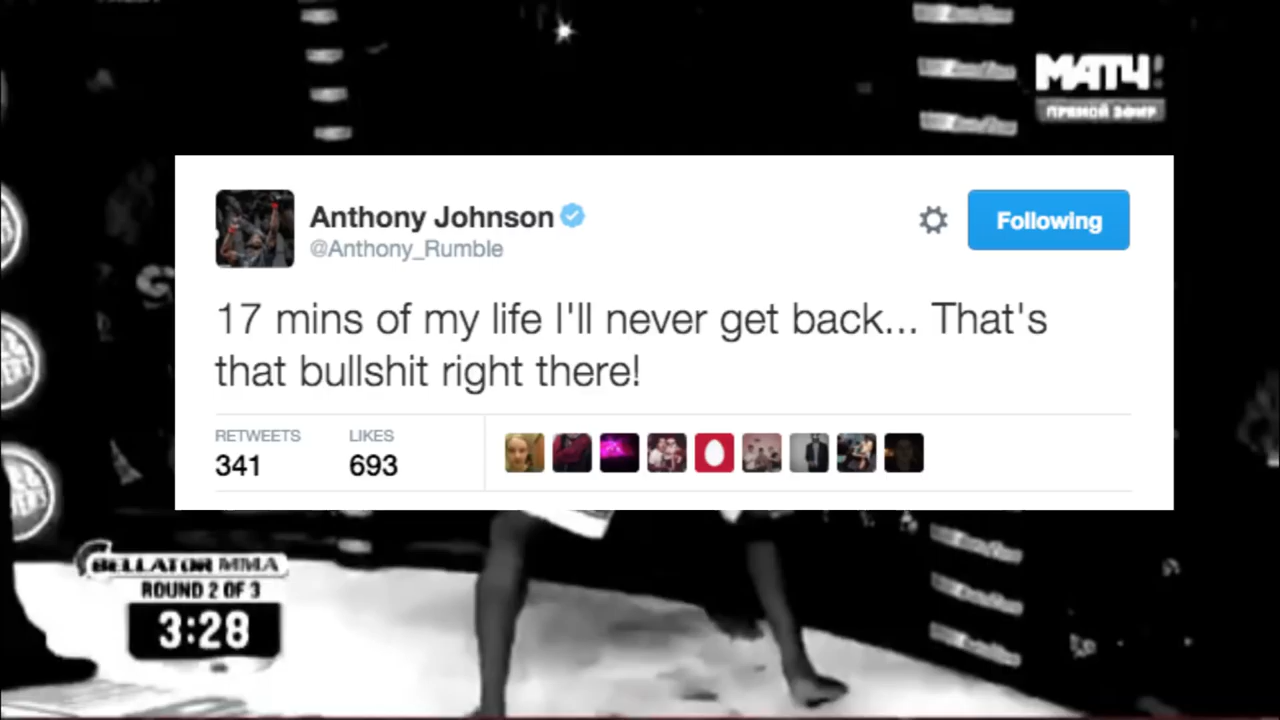 МАТЧ!
ПРЯМОЙ ЭФИР
Anthony Johnson
@Anthony_Rumble
Following
17 mins of my life I'll never get back... That's
that bullshit right there!
RETWEETS
341
LIKES
693
BELLATOR MMA
ROUND 2 OF 3
3:28